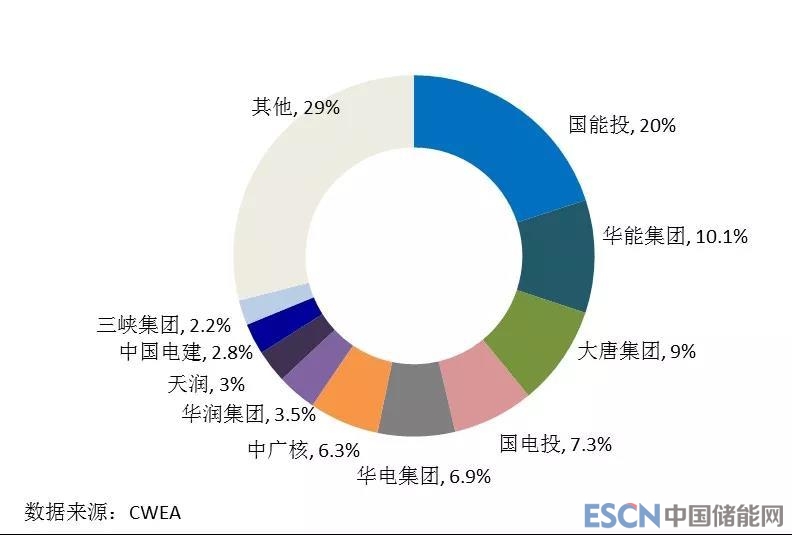 其他, 29%
国能投, 20%
华能集团, 10.1%
大唐集团, 9%
国电投, 7.3%
华电集团, 6.9%
中广核, 6.3%
华润集团, 3.5%
天润, 3%
中国电建, 2.8%
三峡集团, 2.2%
数据来源：CWEA
ESCN中国储能网